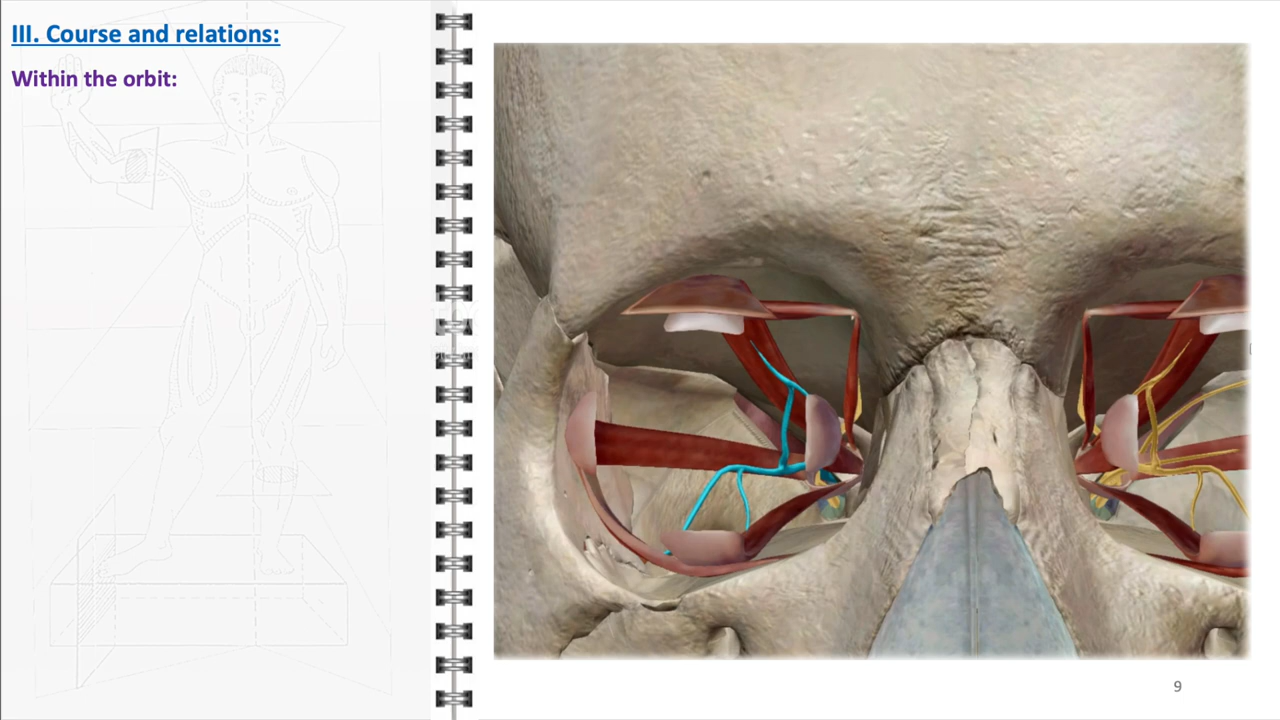 III. Course and relations:
Within the orbit:
9